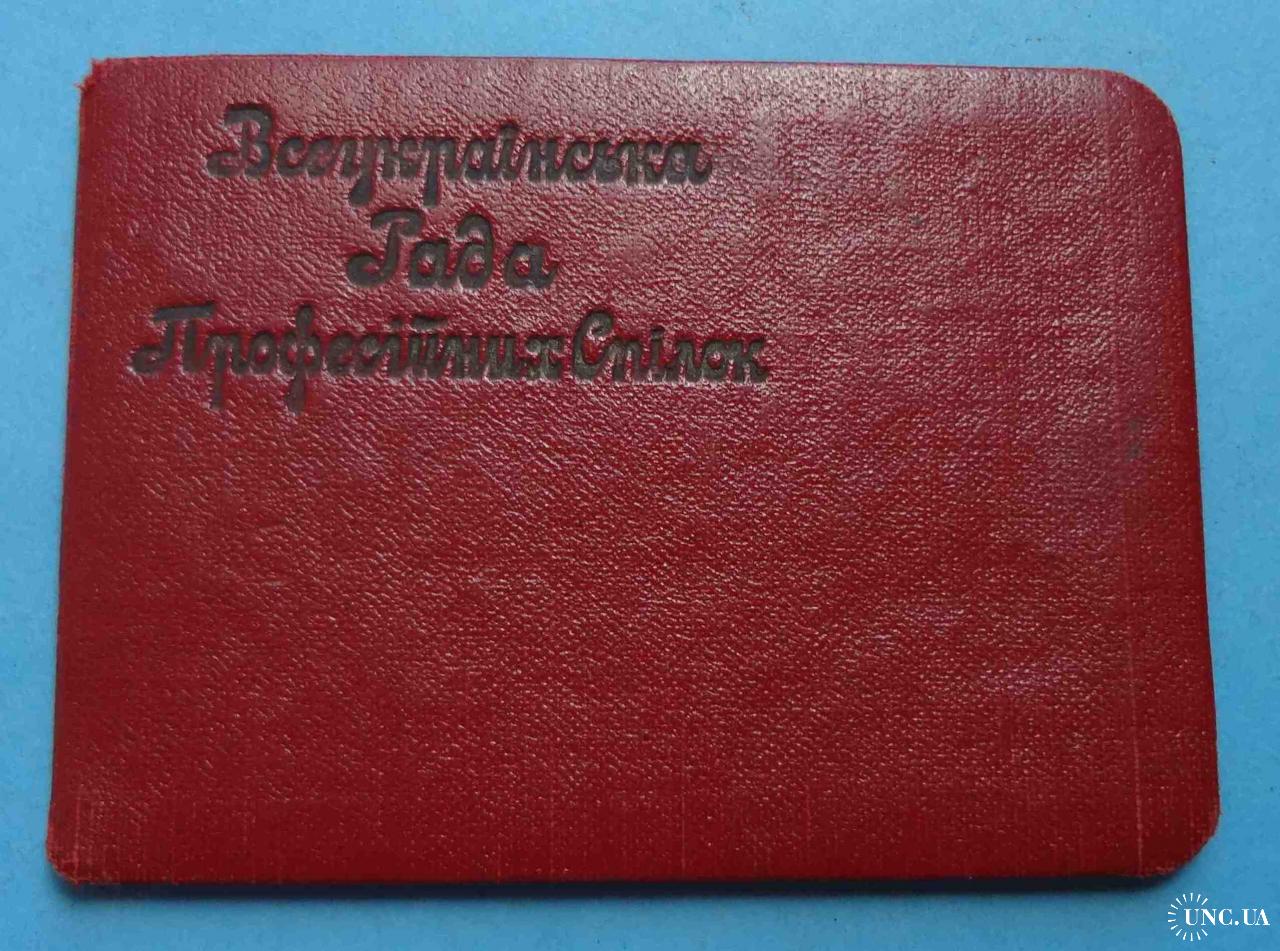 Всеукраїнська
Рада
Професійних Спілок
UNC.UA